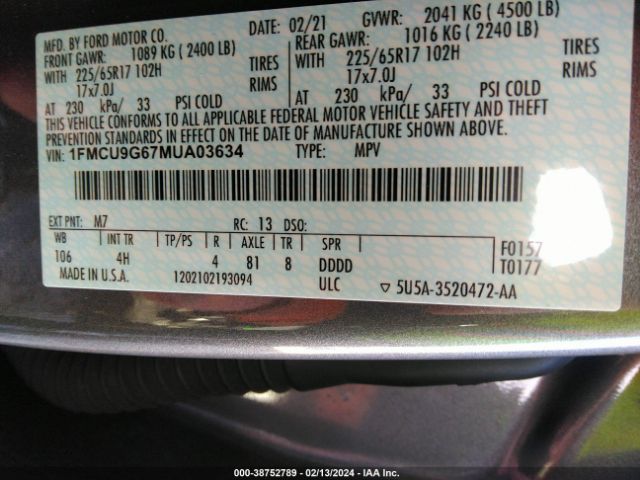 MFD. BY FORD MOTOR CO.
DATE: 02/21 GVWR: 2041 KG ( 4500 LB)
FRONT GAWR: 1089 KG ( 2400 LB)
REAR GAWR: 1016 KG ( 2240 LB)
WITH 225/65R17 102H TIRES
WITH 225/65R17 102H TIRES
17x7.0J RIMS
17x7.0J RIMS
AT 230 kPa/ 33 PSI COLD
AT 230 kPa/ 33 PSI COLD
THIS VEHICLE CONFORMS TO ALL APPLICABLE FEDERAL MOTOR VEHICLE SAFETY AND THEFT
PREVENTION STANDARDS IN EFFECT ON THE DATE OF MANUFACTURE SHOWN ABOVE.
VIN: 1FMCU9G67MUA03634 TYPE: MPV
EXT PNT: M7 RC: 13 DSO:
WB INT TR TP/PS R AXLE TR SPR
106 4H 4 81 8 DDDD
F0157
T0177
MADE IN U.S.A. 1202102193094 ULC ▽ 5U5A-3520472-AA
000-38752789 - 02/13/2024 - IAA Inc.